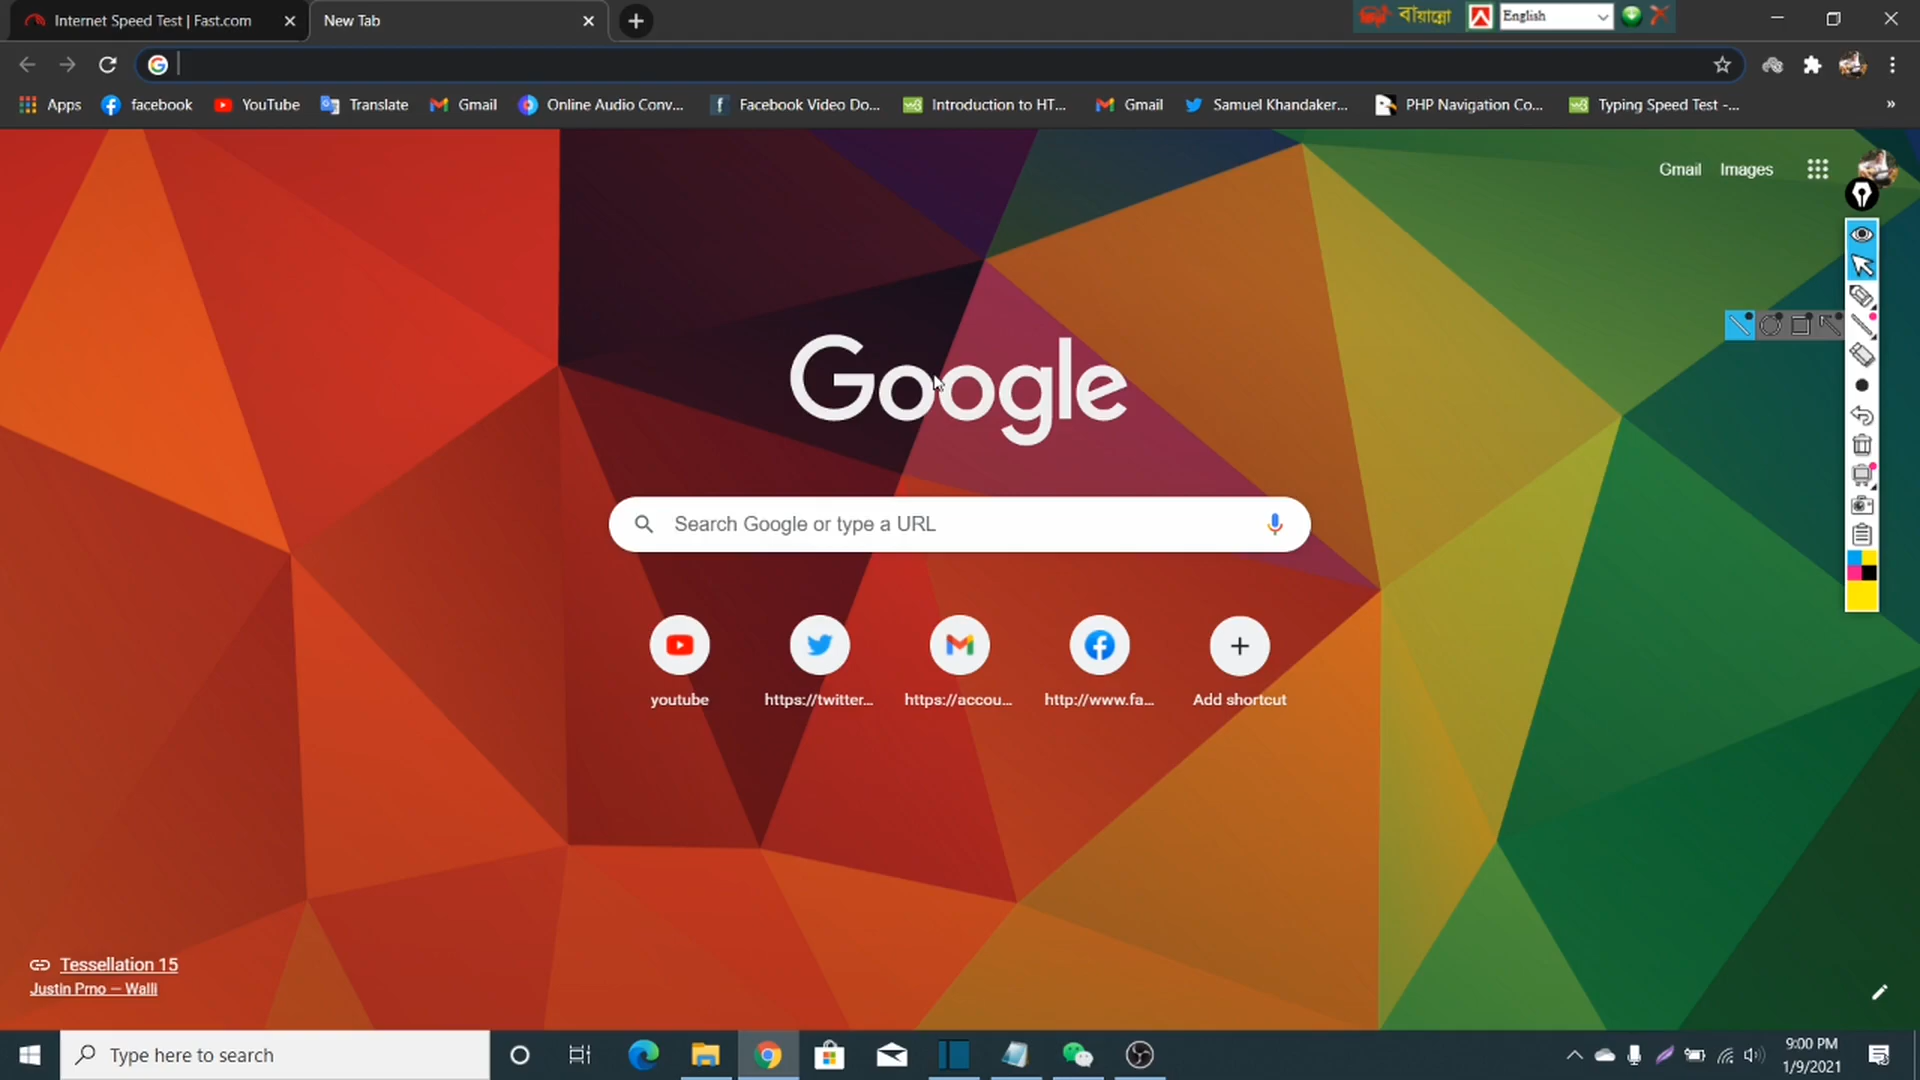 Internet Speed Test | Fast.com
New Tab
বায়ান্নো
English
Apps
facebook
YouTube
Translate
Gmail
Online Audio Conv...
Facebook Video Do...
Introduction to HT...
Gmail
Samuel Khandaker...
PHP Navigation Co...
Typing Speed Test -...
»
Gmail
Images
Google
Search Google or type a URL
youtube
https://twitter...
https://accou...
http://www.fa...
Add shortcut
Tessellation 15
Justin Prno — Walli
Type here to search
9:00 PM
1/9/2021